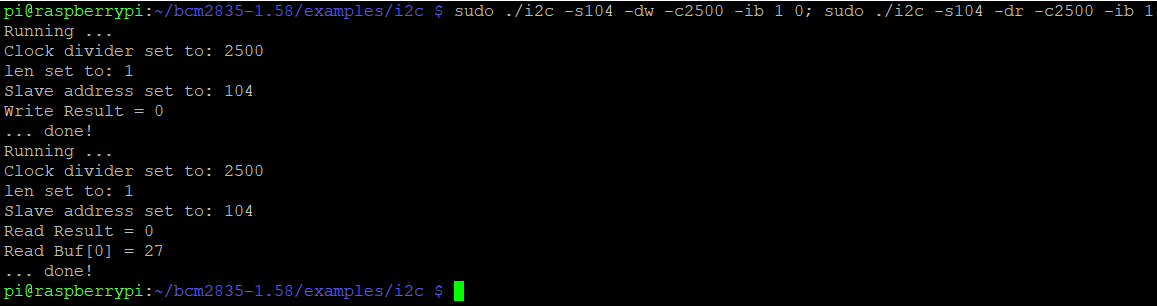 pi@raspberrypi:~/bcm2835-1.58/examples/i2c $ sudo ./i2c -s104 -dw -c2500 -ib 1 0; sudo ./i2c -s104 -dr -c2500 -ib 1
Running ...
Clock divider set to: 2500
len set to: 1
Slave address set to: 104
Write Result = 0
... done!
Running ...
Clock divider set to: 2500
len set to: 1
Slave address set to: 104
Read Result = 0
Read Buf[0] = 27
... done!
pi@raspberrypi:~/bcm2835-1.58/examples/i2c $